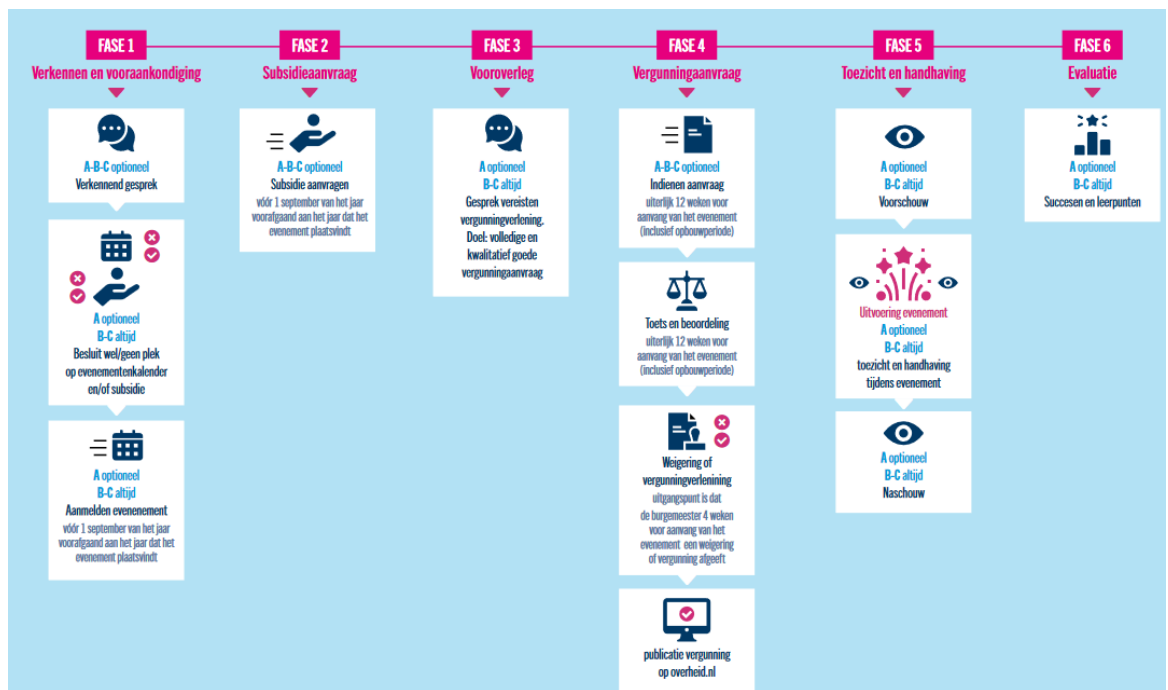 FASE 1
Verkennen en vooraankondiging
A-B-C optioneel
Verkennend gesprek
A optioneel
B-C altijd
Besluit wel/geen plek
op evenementenkalender
en/of subsidie
A optioneel
B-C altijd
Aanmelden evenenement
vóór 1 september van het jaar
voorafgaand aan het jaar dat het
evenement plaatsvindt
FASE 2
Subsidieaanvraag
A-B-C optioneel
Subsidie aanvragen
vóór 1 september van het jaar
voorafgaand aan het jaar dat het
evenement plaatsvindt
FASE 3
Vooroverleg
A optioneel
B-C altijd
Gesprek vereisten
vergunningverlening.
Doel: volledige en
kwalitatief goede
vergunningaanvraag
FASE 4
Vergunningaanvraag
A-B-C optioneel
Indienen aanvraag
uiterlijk 12 weken voor
aanvang van het evenement
(inclusief opbouwperiode)
Toets en beoordeling
uiterlijk 12 weken voor
aanvang van het evenement
(inclusief opbouwperiode)
Weigering of
vergunningverlenining
uitgangspunt is dat
de burgemeester 4 weken
voor aanvang van het
evenement een weigering
of vergunning afgeeft
publicatie vergunning
op overheid.nl
FASE 5
Toezicht en handhaving
A optioneel
B-C altijd
Voorschouw
Uitvoering evenement
A optioneel
B-C altijd
toezicht en handhaving
tijdens evenement
A optioneel
B-C altijd
Naschouw
FASE 6
Evaluatie
A optioneel
B-C altijd
Succesen en leerpunten